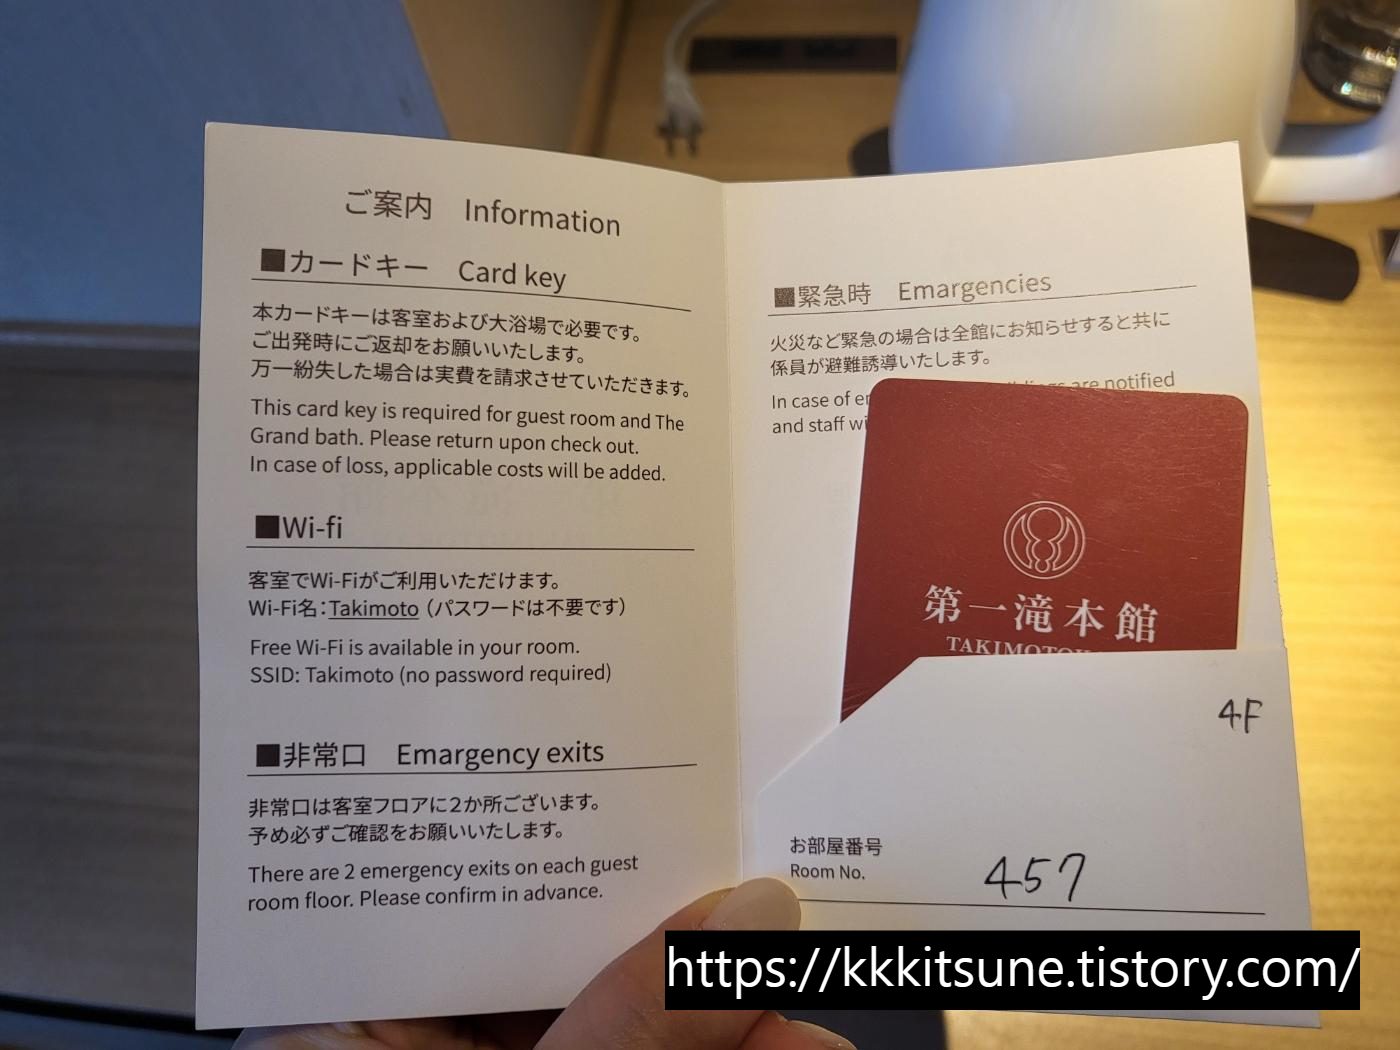 ご案内 Information
■カードキー Card key
本カードキーは客室および大浴場で必要です。
ご出発時にご返却をお願いいたします。
万一紛失した場合は実費を請求させていただきます。
This card key is required for guest room and The
Grand bath. Please return upon check out.
In case of loss, applicable costs will be added.
■Wi-fi
客室でWi-Fiがご利用いただけます。
Wi-Fi名：Takimoto（パスワードは不要です）
Free Wi-Fi is available in your room.
SSID: Takimoto (no password required)
■非常口 Emargency exits
非常口は客室フロアに2か所ございます。
予め必ずご確認をお願いいたします。
There are 2 emergency exits on each guest
room floor. Please confirm in advance.
■緊急時 Emargencies
火災など緊急の場合は全館にお知らせすると共に
係員が避難誘導いたします。
In case of are notified
and staff
第一滝本館
4F
お部屋番号
Room No. 457
https://kkkitsune.tistory.com/